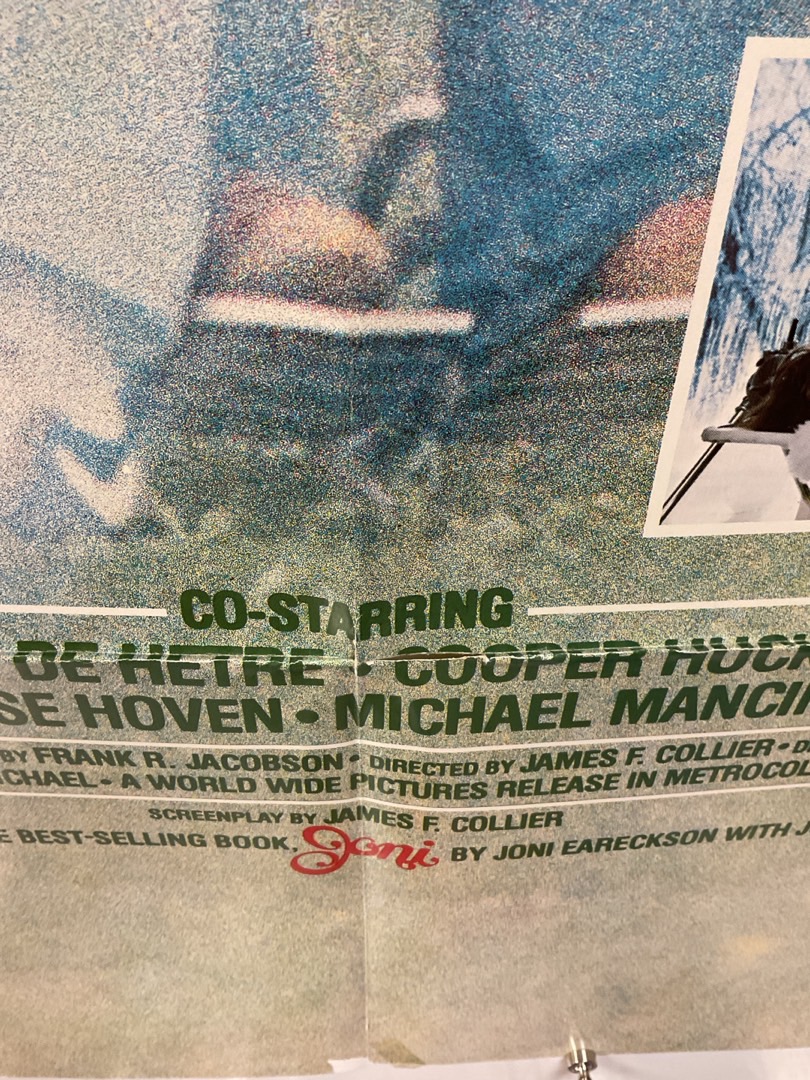 CO-STARRING
DE HETRE • COOPER HUCK
SE HOVEN • MICHAEL MANCIN
BY FRANK R. JACOBSON • DIRECTED BY JAMES F. COLLIER •
CHAEL • A WORLD WIDE PICTURES RELEASE IN METROCOL
SCREENPLAY BY JAMES F. COLLIER
E BEST-SELLING BOOK, Joni BY JONI EARECKSON WITH J